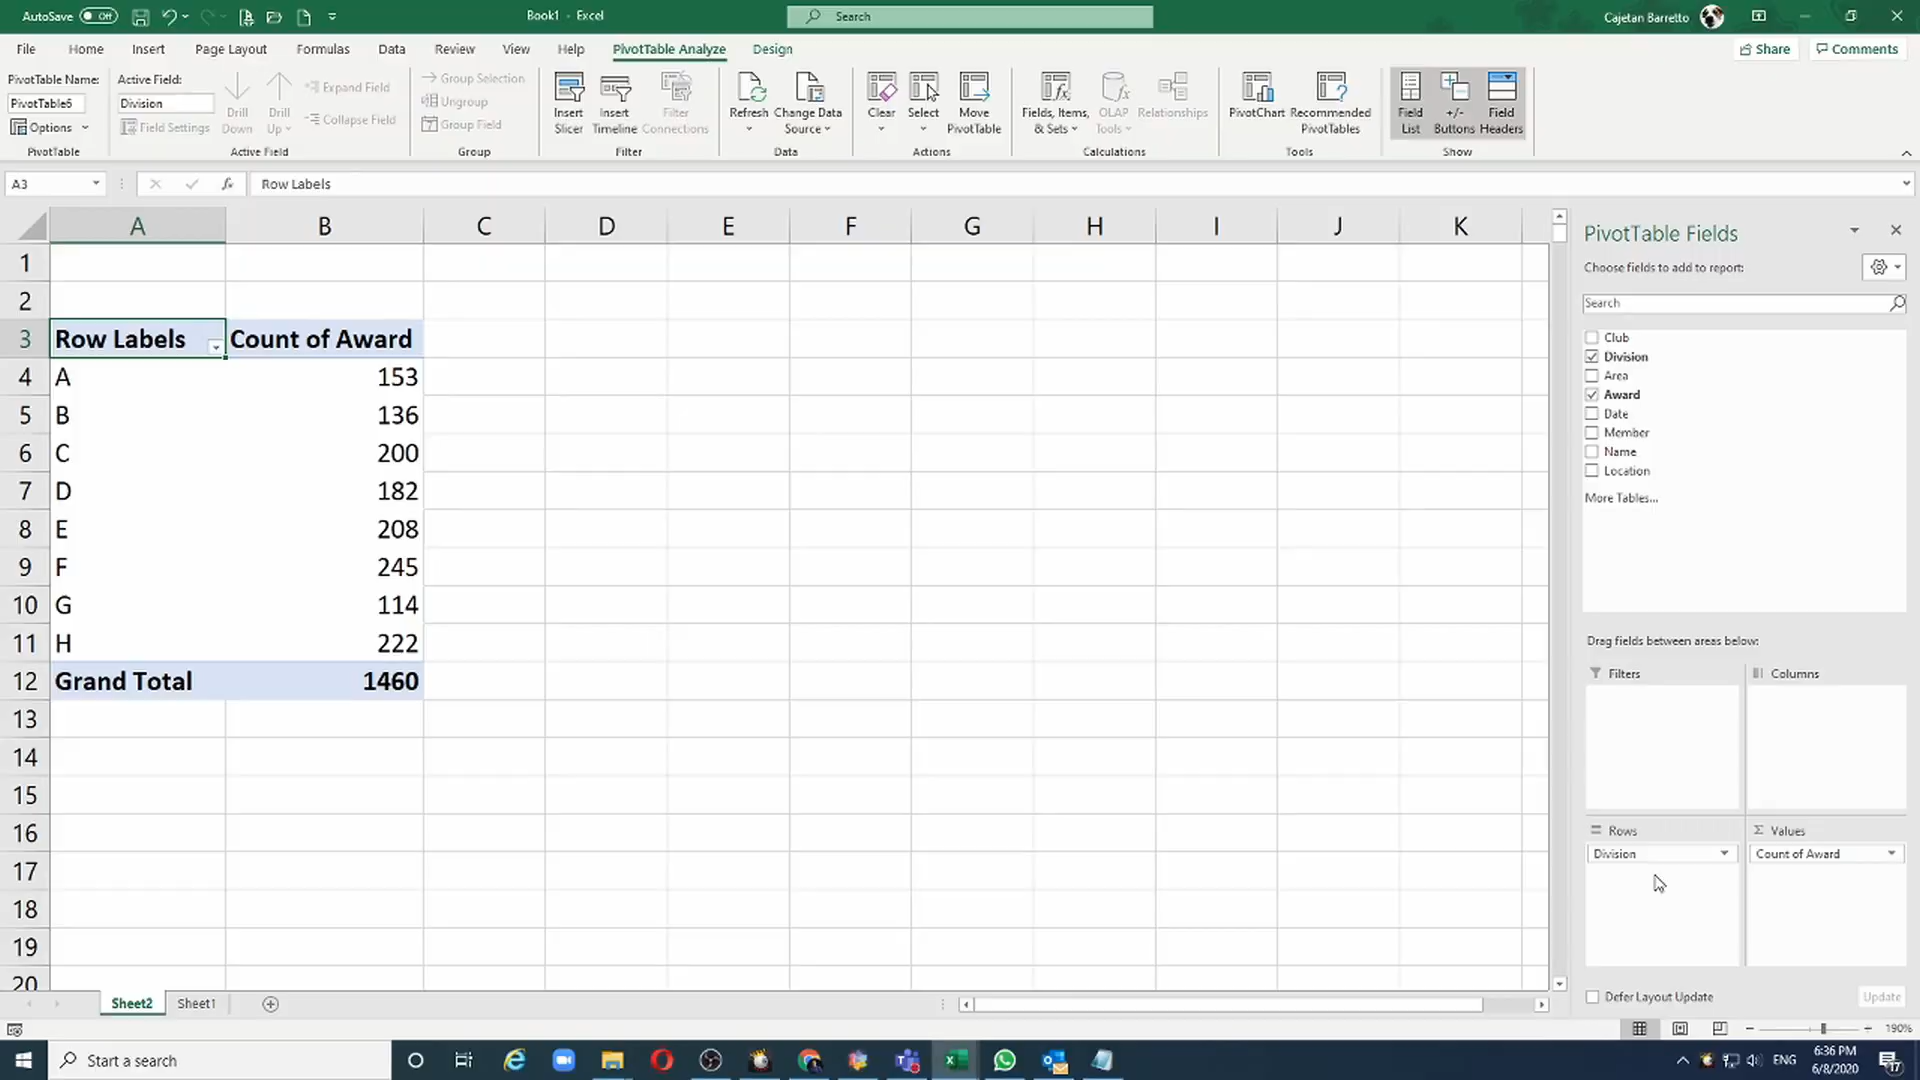 AutoSave Off
Book1 - Excel
Search
Cajetan Barretto
File Home Insert Page Layout Formulas Data Review View Help PivotTable Analyze Design
Share Comments
PivotTable Name:
PivotTable6
Options
PivotTable
Active Field:
Division
Field Settings
Drill Down
Drill Up
Expand Field
Collapse Field
Active Field
Group Selection
Ungroup
Group Field
Group
Insert Slicer
Insert Timeline
Filter Connections
Filter
Refresh
Change Data Source
Data
Clear
Select
Move PivotTable
Actions
Fields, Items, & Sets
OLAP Tools
Relationships
Calculations
PivotChart
Recommended PivotTables
Tools
Field List
+/- Buttons
Field Headers
Show
A3
fx
Row Labels
A B C D E F G H I J K
1
2
3 Row Labels Count of Award
4 A 153
5 B 136
6 C 200
7 D 182
8 E 208
9 F 245
10 G 114
11 H 222
12 Grand Total 1460
13
14
15
16
17
18
19
20
PivotTable Fields
Choose fields to add to report:
Search
Club
Division
Area
Award
Date
Member
Name
Location
More Tables...
Drag fields between areas below:
Filters
Columns
Rows
Σ Values
Division
Count of Award
Defer Layout Update
Update
Sheet2 Sheet1
190%
Start a search
ENG
6:36 PM
6/8/2020
17